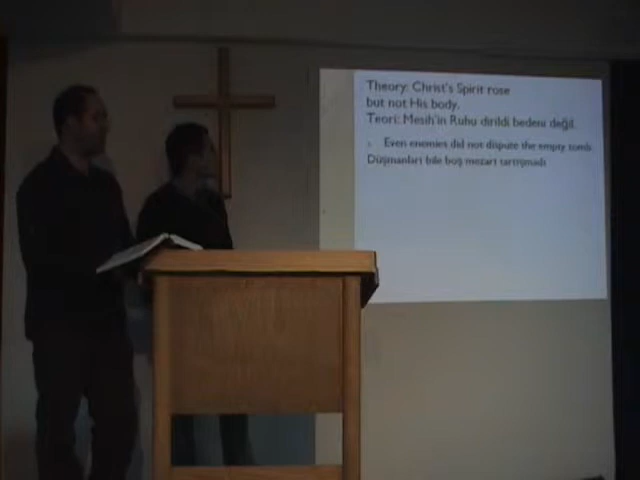 Theory: Christ's Spirit rose
but not His body.
Teori: Mesih'in Ruhu dirildi bedeni değil.
Even enemies did not dispute the empty tomb.
Düşmanları bile boş mezarı tartışmadı